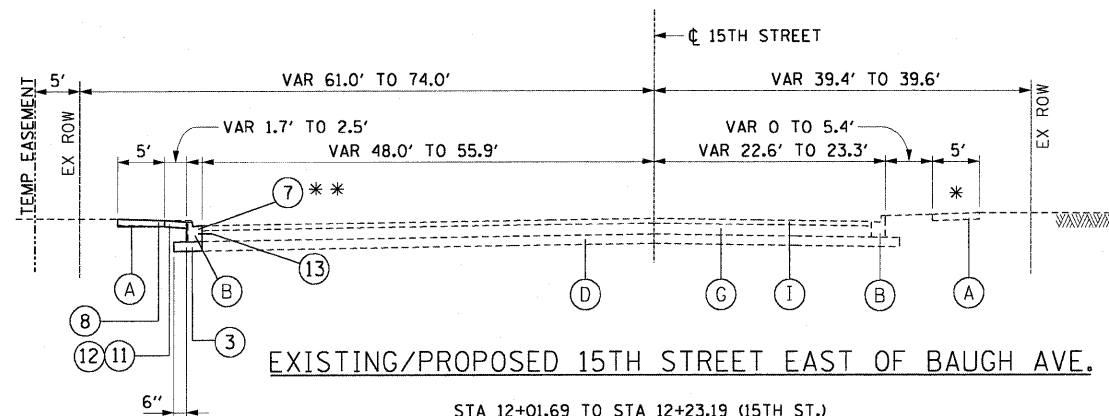 ℄ 15TH STREET
5'
VAR 61.0' TO 74.0'
VAR 39.4' TO 39.6'
TEMP EASEMENT
EX ROW
VAR 1.7' TO 2.5'
VAR 0 TO 5.4'
EX ROW
5'
VAR 48.0' TO 55.9'
VAR 22.6' TO 23.3'
5'
7 **
*
A
B
13
D
G
I
B
A
8
3
12 11
EXISTING/PROPOSED 15TH STREET EAST OF BAUGH AVE.
6"
STA 12+01.69 TO STA 12+23.19 (15TH ST.)